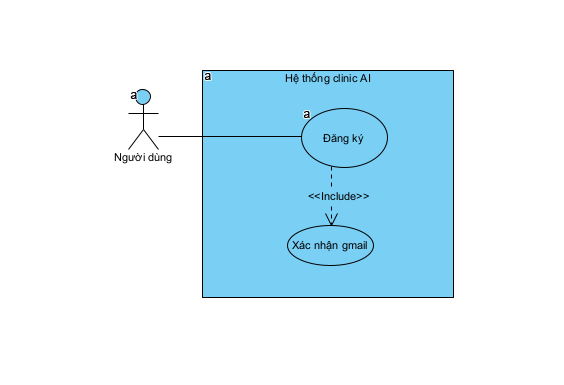 a
Hệ thống clinic AI
a
Người dùng
a
Đăng ký
<<Include>>
Xác nhận gmail